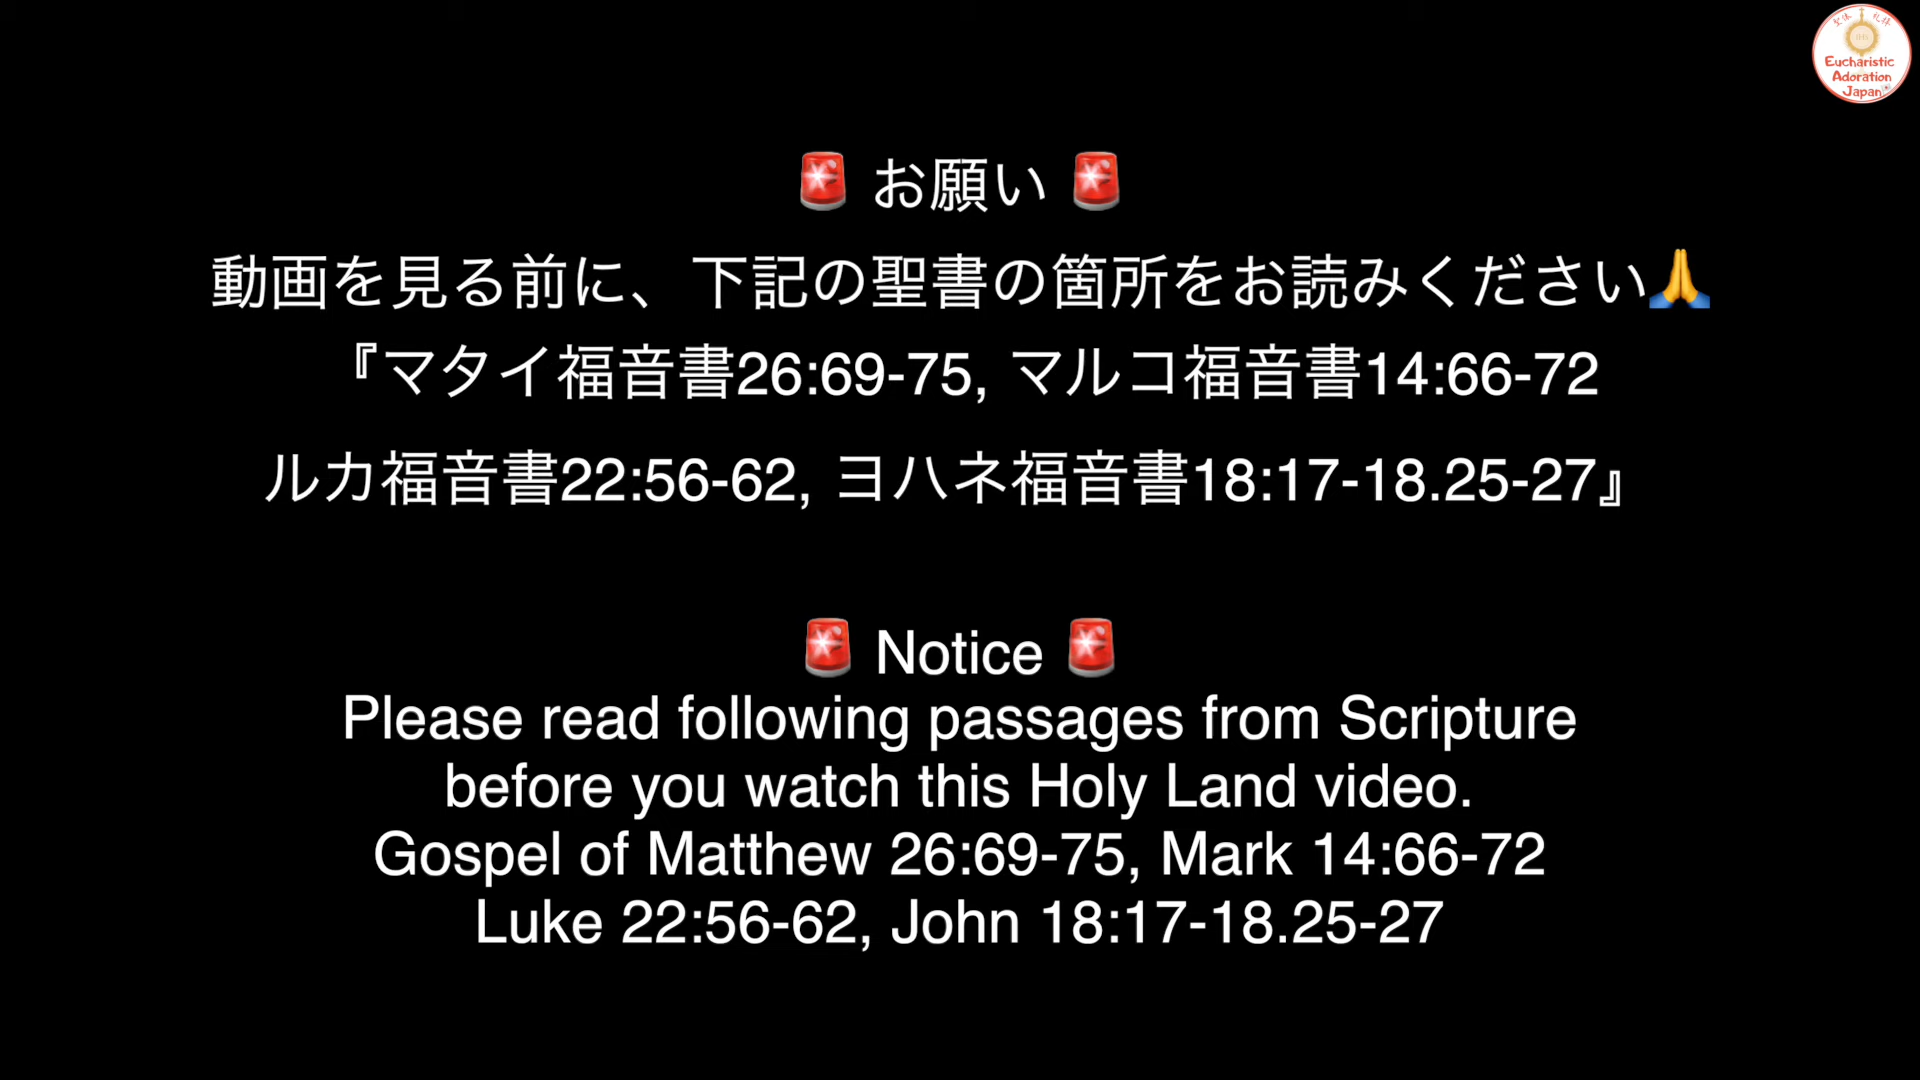 聖体 礼拝
Eucharistic
Adoration
Japan
🚨 お願い 🚨
動画を見る前に、下記の聖書の箇所をお読みください🙏
『マタイ福音書26:69-75, マルコ福音書14:66-72
ルカ福音書22:56-62, ヨハネ福音書18:17-18.25-27』
🚨 Notice 🚨
Please read following passages from Scripture
before you watch this Holy Land video.
Gospel of Matthew 26:69-75, Mark 14:66-72
Luke 22:56-62, John 18:17-18.25-27